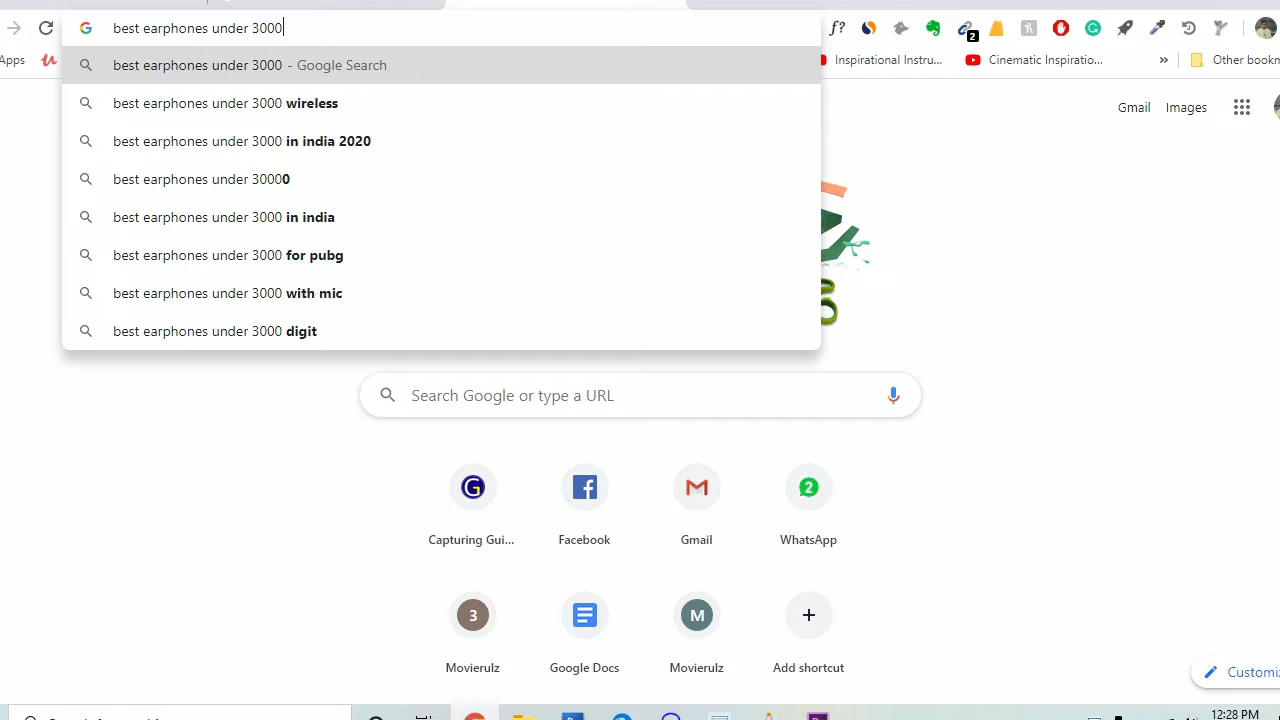 best earphones under 3000
best earphones under 3000 - Google Search
best earphones under 3000 wireless
best earphones under 3000 in india 2020
best earphones under 30000
best earphones under 3000 in india
best earphones under 3000 for pubg
best earphones under 3000 with mic
best earphones under 3000 digit
f?
2
Apps
Inspirational Instru...
Cinematic Inspiratio...
»
Other bookm
Gmail
Images
Search Google or type a URL
G
2
Capturing Gui...
Facebook
Gmail
WhatsApp
3
M
Movierulz
Google Docs
Movierulz
Add shortcut
Customiz
12:28 PM